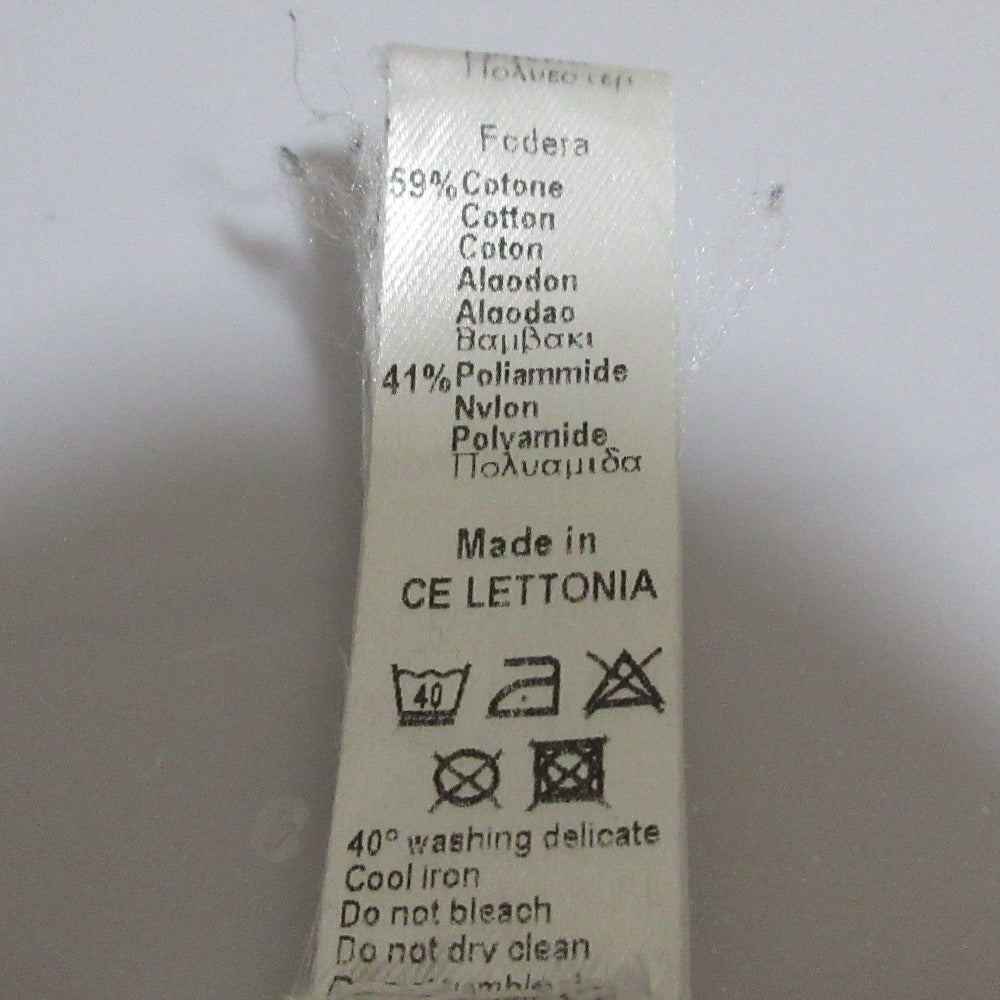 Πολυεστερ
Fodera
59% Cotone
Cotton
Coton
Algodon
Algodao
Βαμβακι
41% Poliammide
Nylon
Polyamide
Πολυαμιδα
Made in
CE LETTONIA
40
40° washing delicate
Cool iron
Do not bleach
Do not dry clean